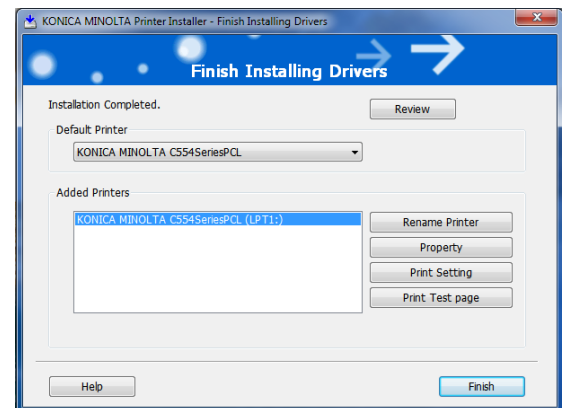 KONICA MINOLTA Printer Installer - Finish Installing Drivers
Finish Installing Drivers
Installation Completed.
Review
Default Printer
KONICA MINOLTA C554SeriesPCL
Added Printers
KONICA MINOLTA C554SeriesPCL (LPT1:)
Rename Printer
Property
Print Setting
Print Test page
Help
Finish